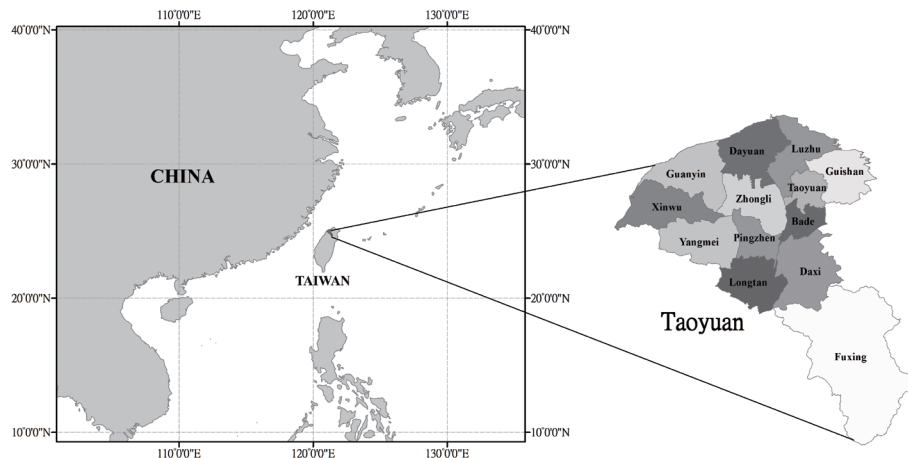 110°0'0"E 120°0'0"E 130°0'0"E
40°0'0"N 40°0'0"N
30°0'0"N 30°0'0"N
20°0'0"N 20°0'0"N
10°0'0"N 10°0'0"N
110°0'0"E 120°0'0"E 130°0'0"E
CHINA
TAIWAN
Dayuan
Luzhu
Guishan
Guanyin
Taoyuan
Zhongli
Xinwu
Bade
Yangmei
Pingzhen
Daxi
Longtan
Taoyuan
Fuxing